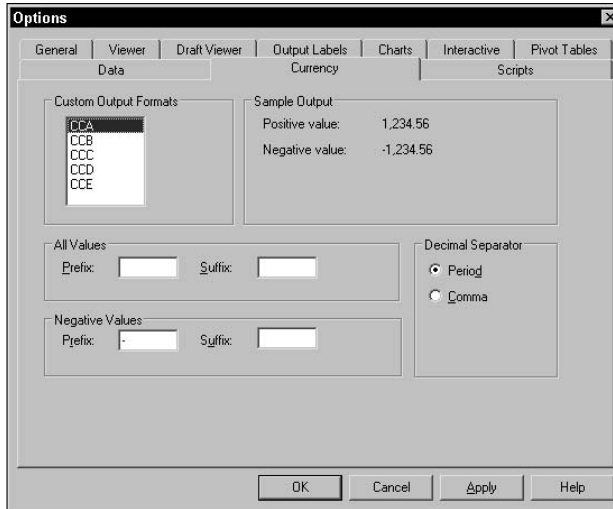 Options
General Viewer Draft Viewer Output Labels Charts Interactive Pivot Tables
Data Currency Scripts
Custom Output Formats
CCA
CCB
CCC
CCD
CCE
Sample Output
Positive value: 1,234.56
Negative value: -1,234.56
All Values
Prefix: Suffix:
Decimal Separator
Period
Comma
Negative Values
Prefix: - Suffix:
OK Cancel Apply Help